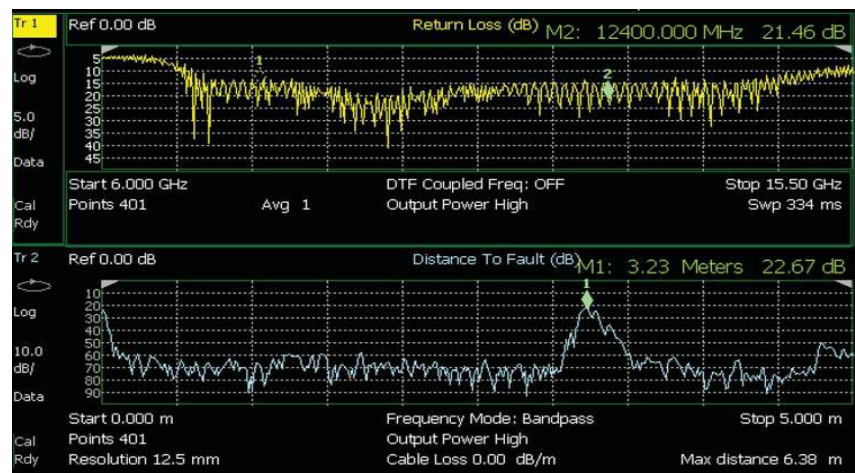 Tr 1
Ref 0.00 dB
Return Loss (dB)
M2: 12400.000 MHz 21.46 dB
Log
5.0
dB/
Data
Cal
Rdy
5
10
15
20
25
30
35
40
45
1
2
Start 6.000 GHz
DTF Coupled Freq: OFF
Stop 15.50 GHz
Points 401
Avg 1
Output Power High
Swp 334 ms
Tr 2
Ref 0.00 dB
Distance To Fault (dB)
M1: 3.23 Meters 22.67 dB
Log
10.0
dB/
Data
Cal
Rdy
10
20
30
40
50
60
70
80
90
1
Start 0.000 m
Frequency Mode: Bandpass
Stop 5.000 m
Points 401
Output Power High
Resolution 12.5 mm
Cable Loss 0.00 dB/m
Max distance 6.38 m